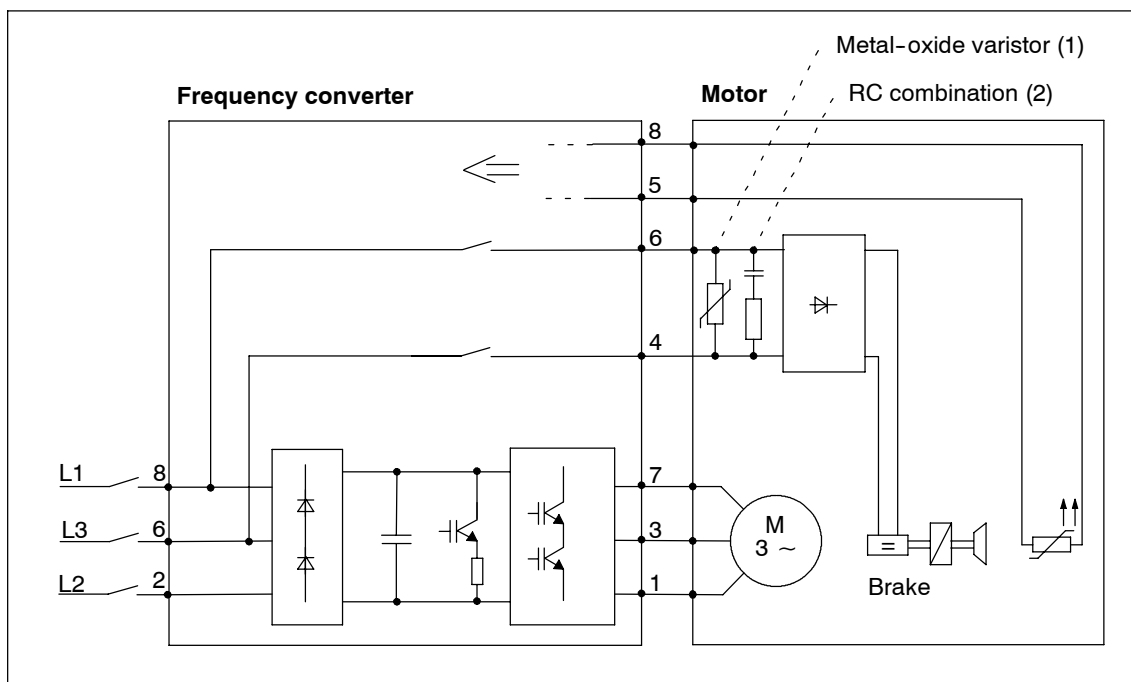 Metal-oxide varistor (1)
Frequency converter
Motor
RC combination (2)
8
5
6
4
L1
8
7
L3
6
3
M
3 ~
L2
2
1
=
Brake